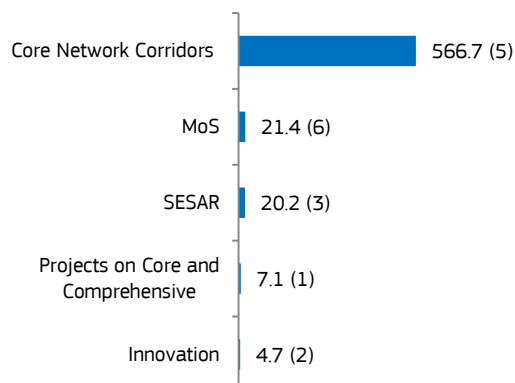 Core Network Corridors 566.7 (5)
MoS 21.4 (6)
SESAR 20.2 (3)
Projects on Core and
Comprehensive 7.1 (1)
Innovation 4.7 (2)